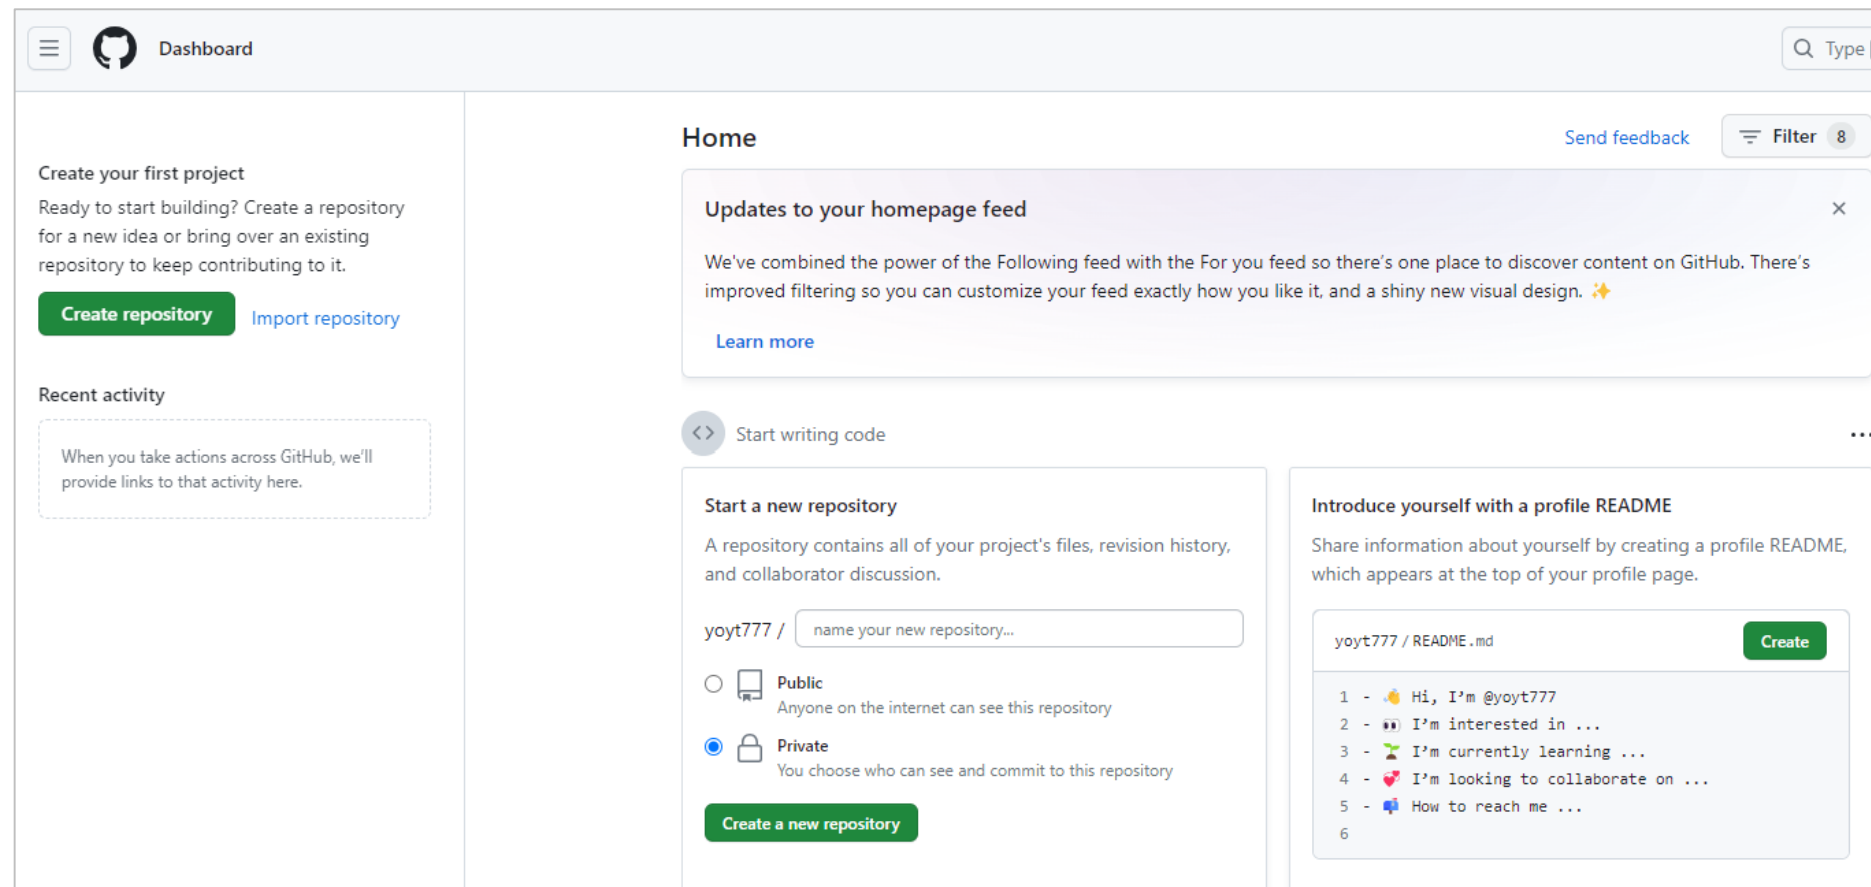 Dashboard
Type
Create your first project
Ready to start building? Create a repository
for a new idea or bring over an existing
repository to keep contributing to it.
Create repository
Import repository
Recent activity
When you take actions across GitHub, we'll
provide links to that activity here.
Home
Send feedback
Filter 8
Updates to your homepage feed
We've combined the power of the Following feed with the For you feed so there's one place to discover content on GitHub. There's
improved filtering so you can customize your feed exactly how you like it, and a shiny new visual design. ✨
Learn more
Start writing code
Start a new repository
A repository contains all of your project's files, revision history,
and collaborator discussion.
yoyt777 / name your new repository...
Public
Anyone on the internet can see this repository
Private
You choose who can see and commit to this repository
Create a new repository
Introduce yourself with a profile README
Share information about yourself by creating a profile README,
which appears at the top of your profile page.
yoyt777 / README.md
Create
1 - 👋 Hi, I'm @yoyt777
2 - 👀 I'm interested in ...
3 - 🌱 I'm currently learning ...
4 - 💞️ I'm looking to collaborate on ...
5 - 📫 How to reach me ...
6